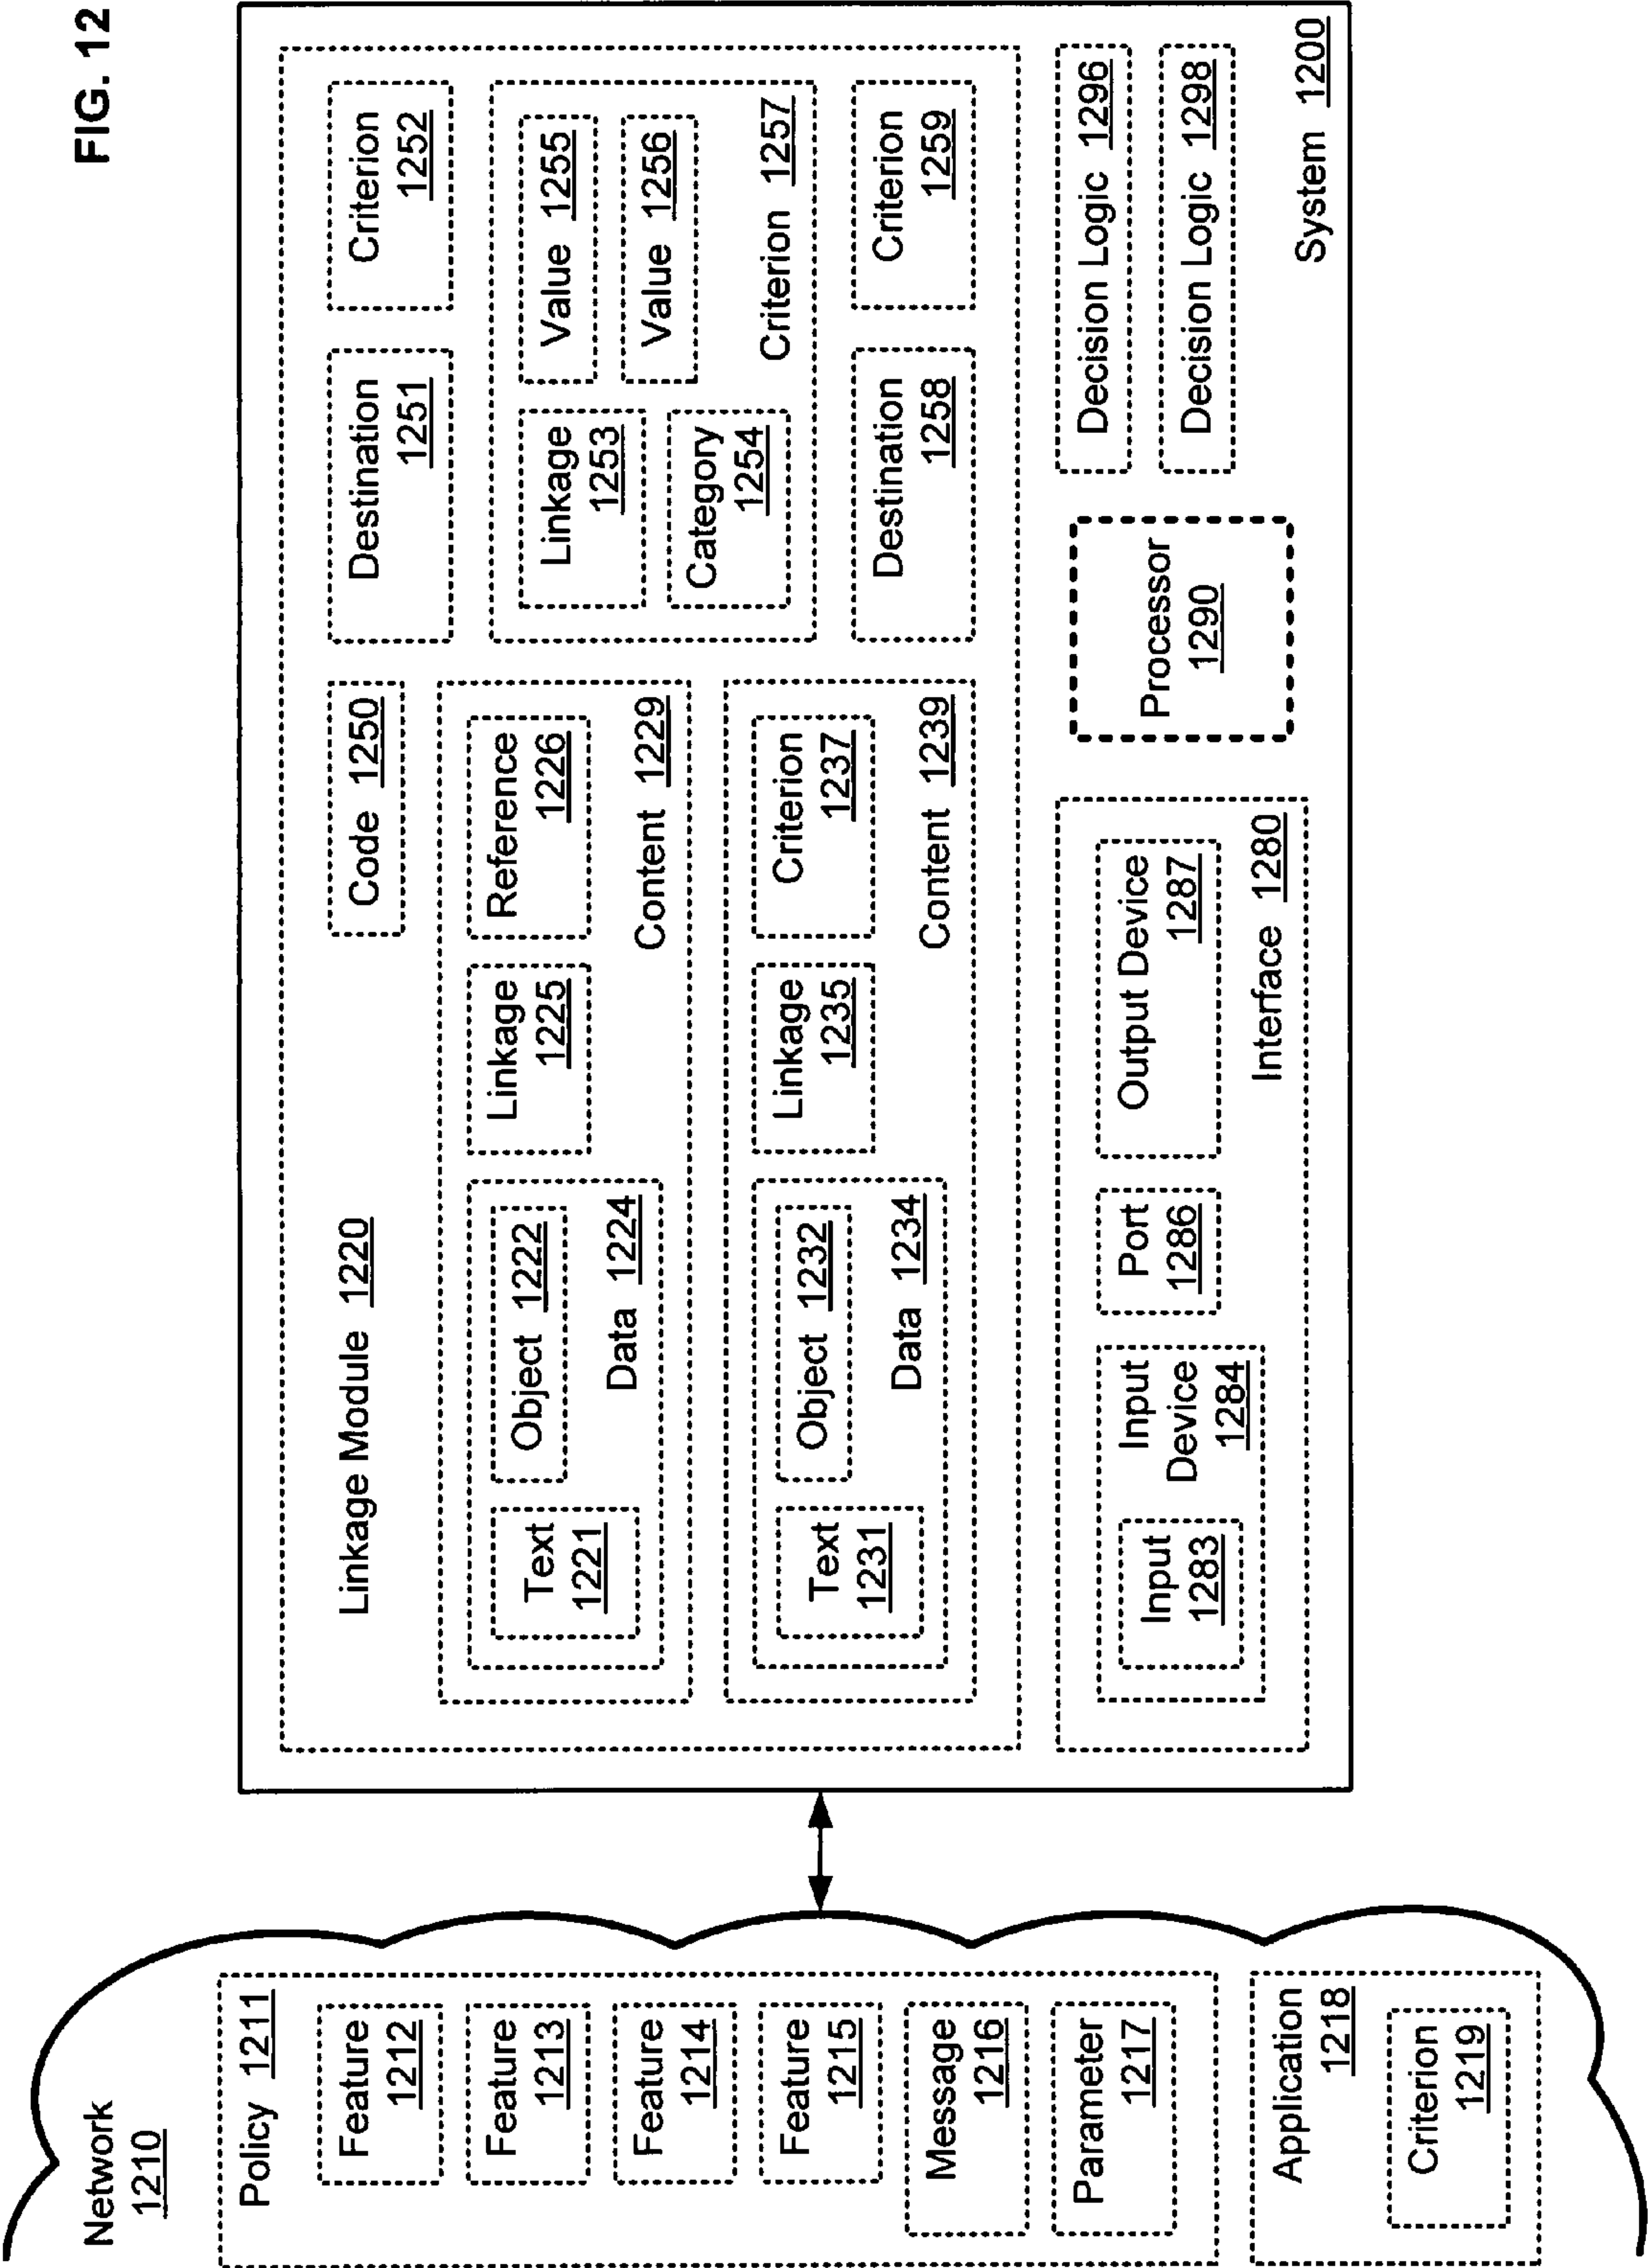 FIG. 12
Network
1210
Policy 1211
Feature
1212
Feature
1213
Feature
1214
Feature
1215
Message
1216
Parameter
1217
Application
1218
Criterion
1219
Linkage Module 1220
Code 1250
Text
1221
Object 1222
Data 1224
Linkage
1225
Reference
1226
Content 1229
Text
1231
Object 1232
Data 1234
Linkage
1235
Criterion
1237
Content 1239
Destination
1251
Criterion
1252
Linkage
1253
Category
1254
Value 1255
Value 1256
Criterion 1257
Destination
1258
Criterion
1259
Input
1283
Input
Device
1284
Port
1286
Output Device
1287
Interface 1280
Processor
1290
Decision Logic 1296
Decision Logic 1298
System 1200